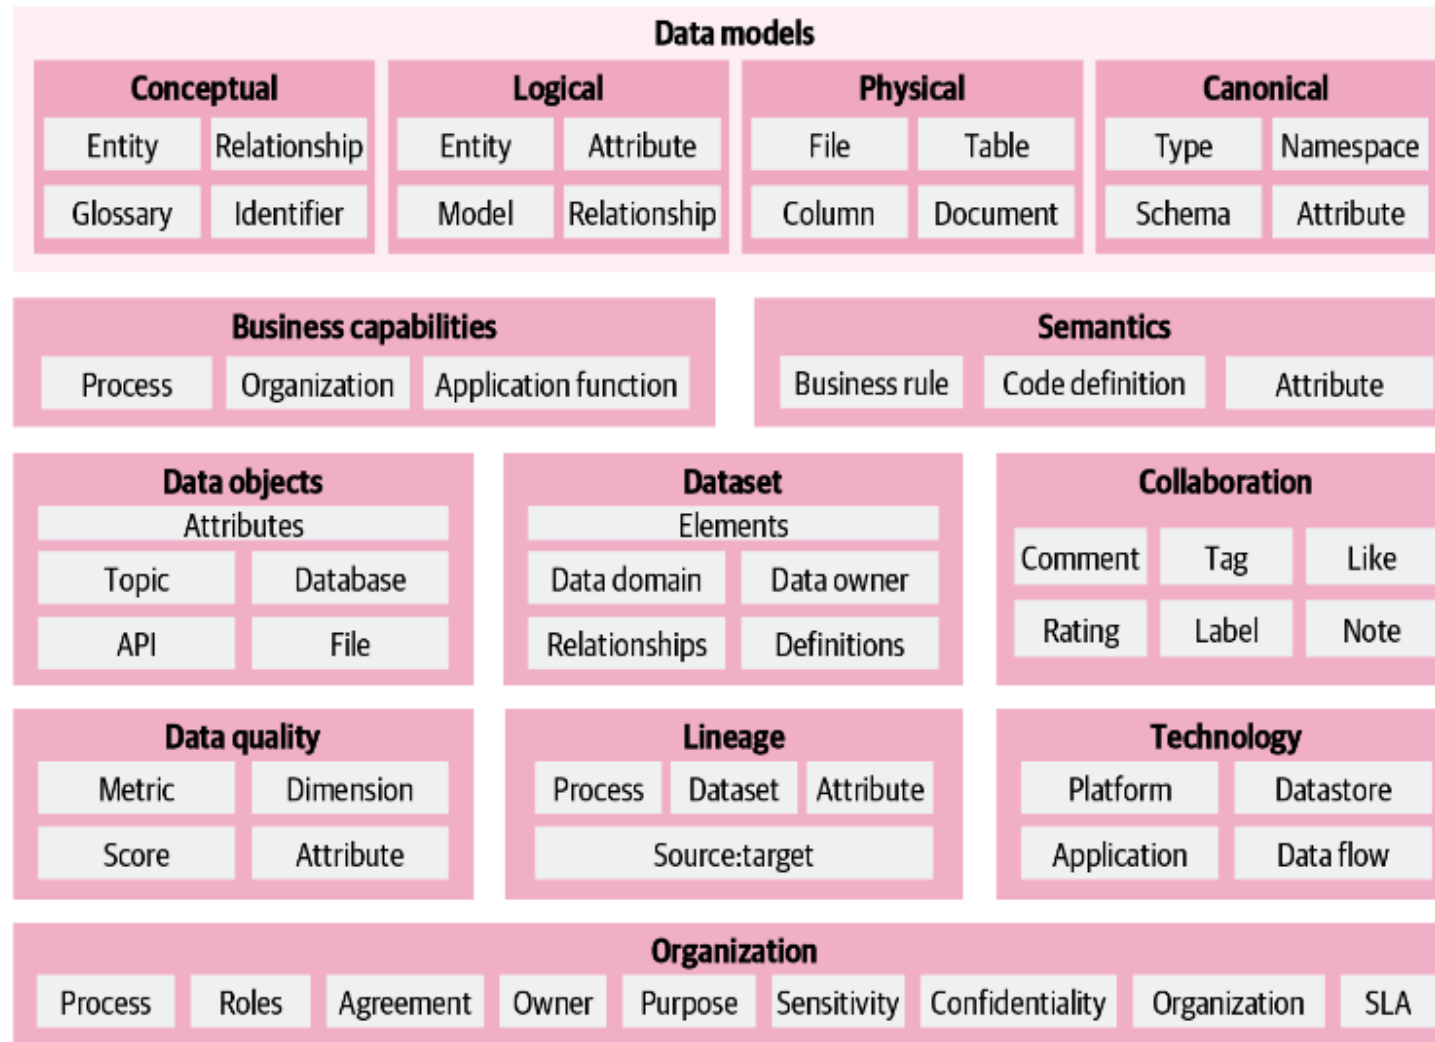 Data models
Conceptual Logical Physical Canonical
Entity Relationship Entity Attribute File Table Type Namespace
Glossary Identifier Model Relationship Column Document Schema Attribute
Business capabilities Semantics
Process Organization Application function Business rule Code definition Attribute
Data objects Dataset Collaboration
Attributes Elements
Comment Tag Like
Topic Database Data domain Data owner
API File Relationships Definitions Rating Label Note
Data quality Lineage Technology
Metric Dimension Process Dataset Attribute Platform Datastore
Score Attribute Source:target Application Data flow
Organization
Process Roles Agreement Owner Purpose Sensitivity Confidentiality Organization SLA